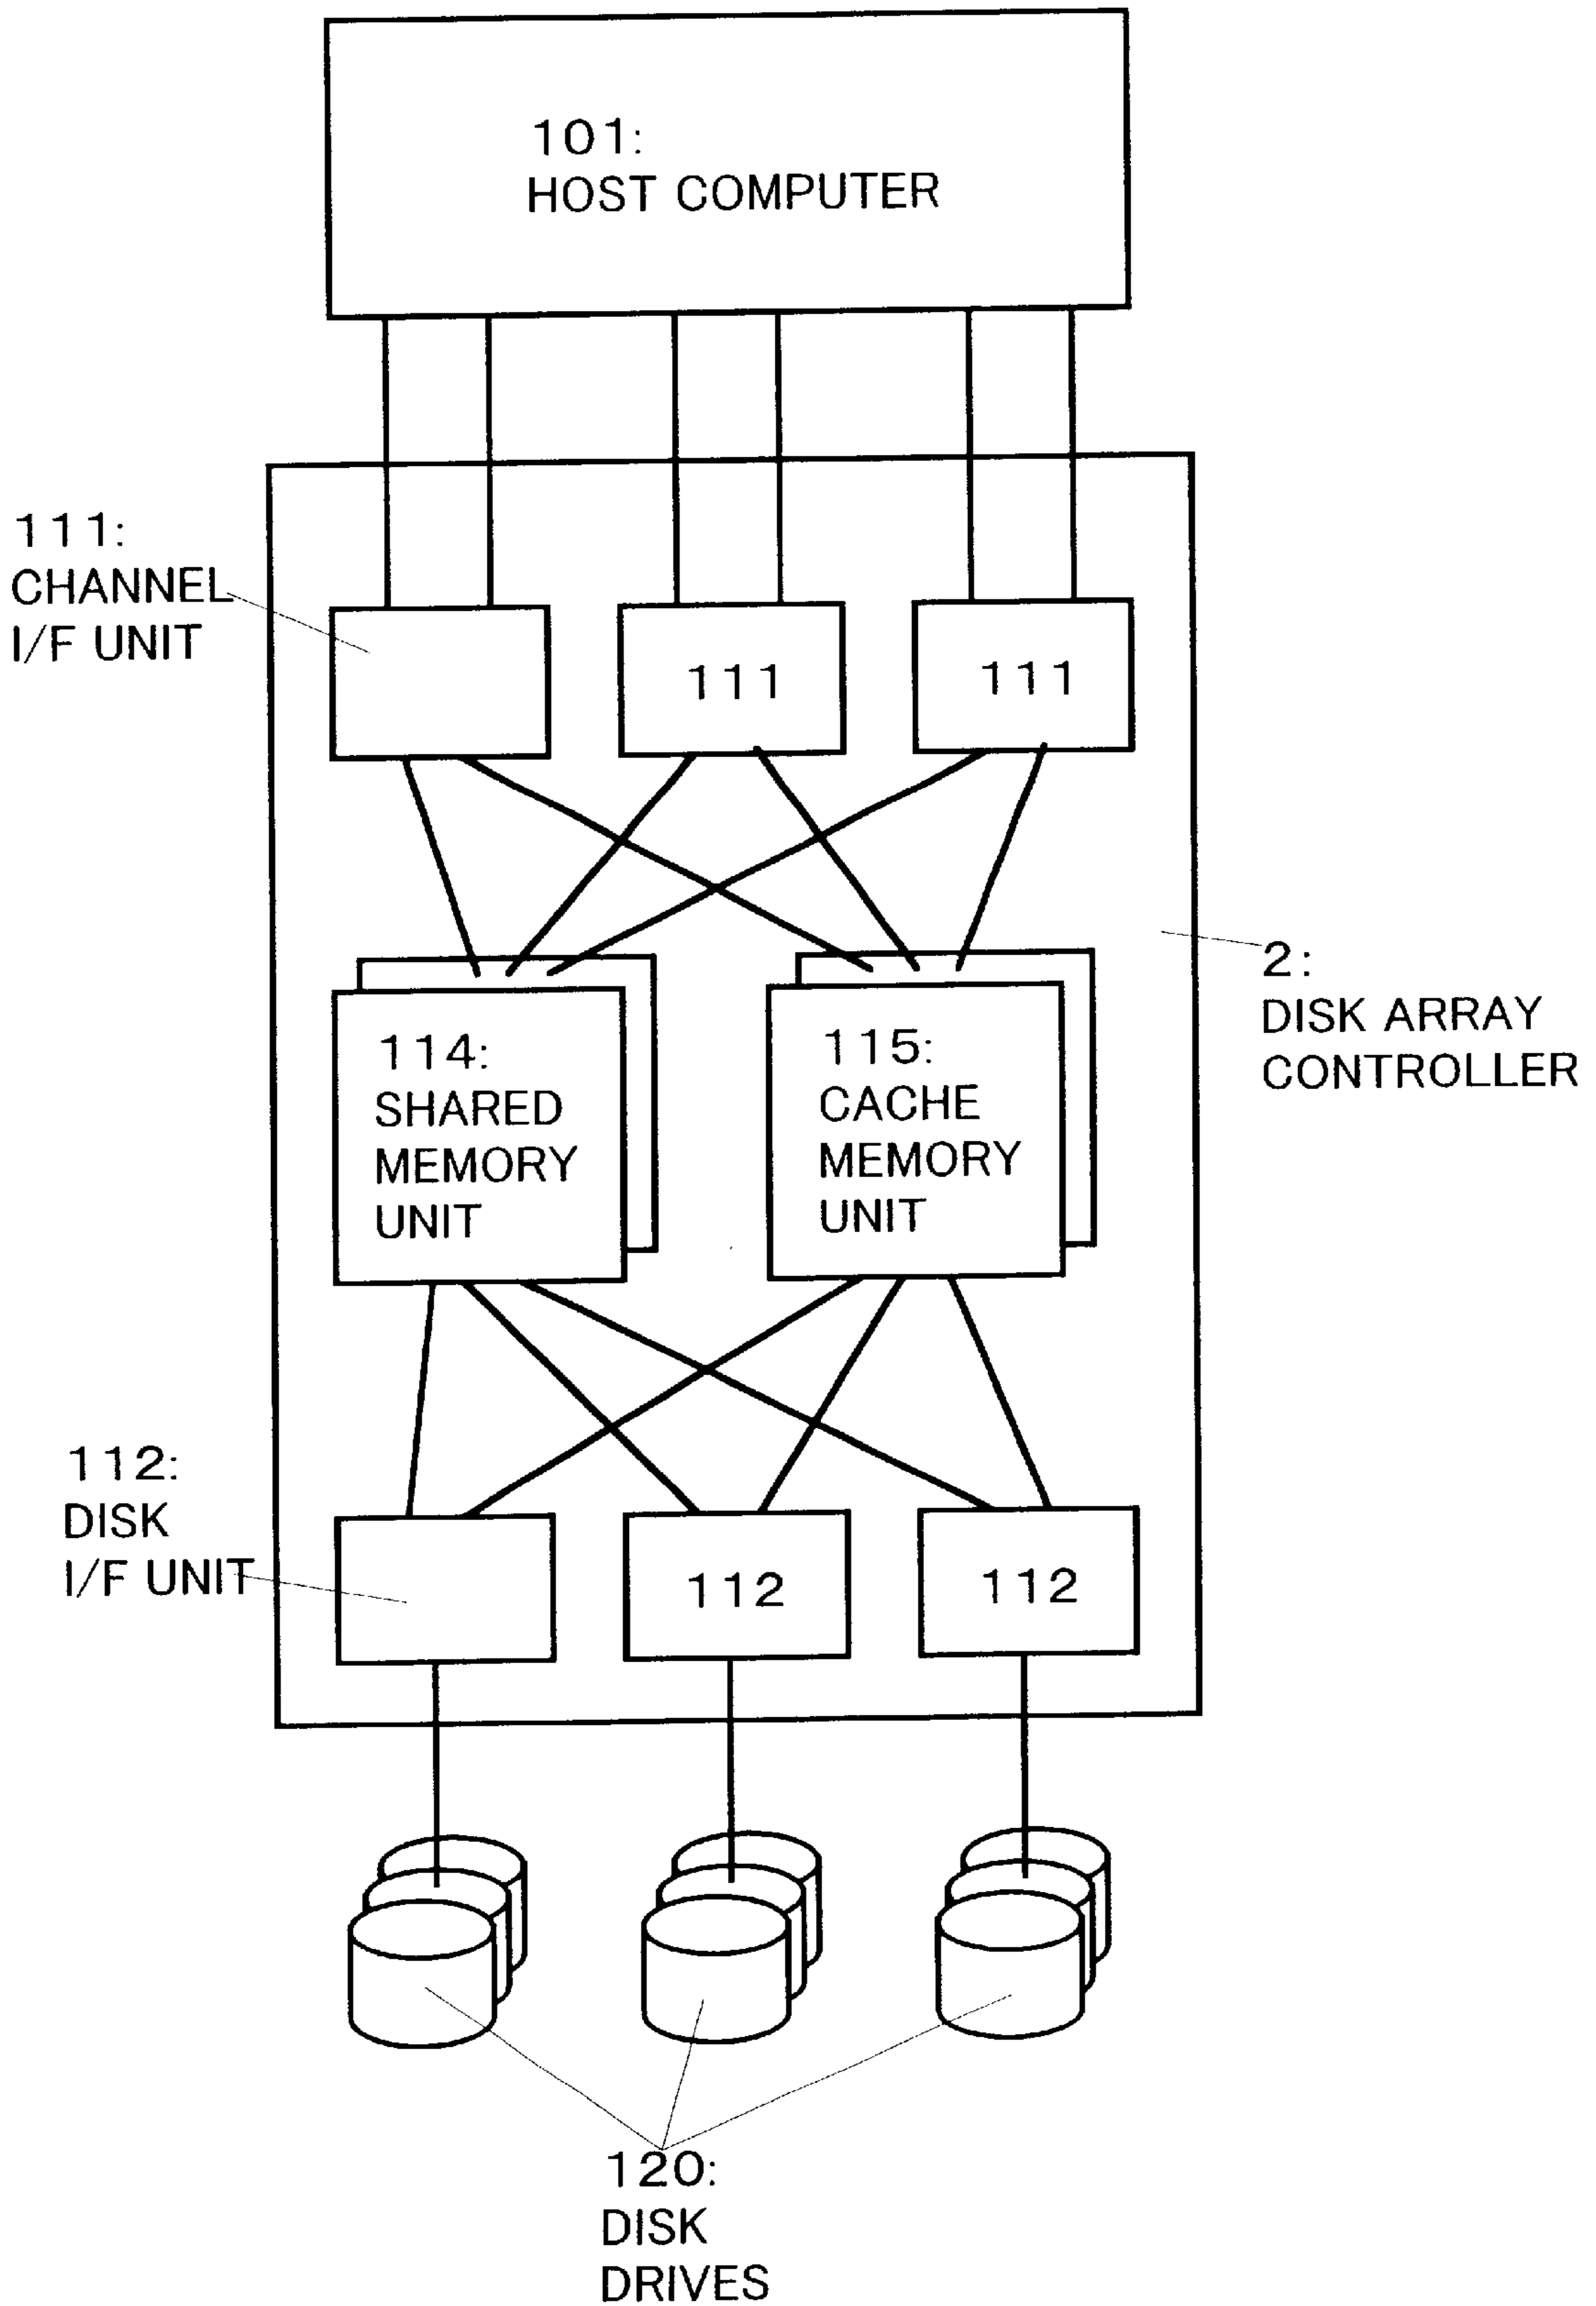 101:
HOST COMPUTER
111:
CHANNEL
I/F UNIT
111
111
2:
DISK ARRAY
CONTROLLER
114:
SHARED
MEMORY
UNIT
115:
CACHE
MEMORY
UNIT
112:
DISK
I/F UNIT
112
112
120:
DISK
DRIVES